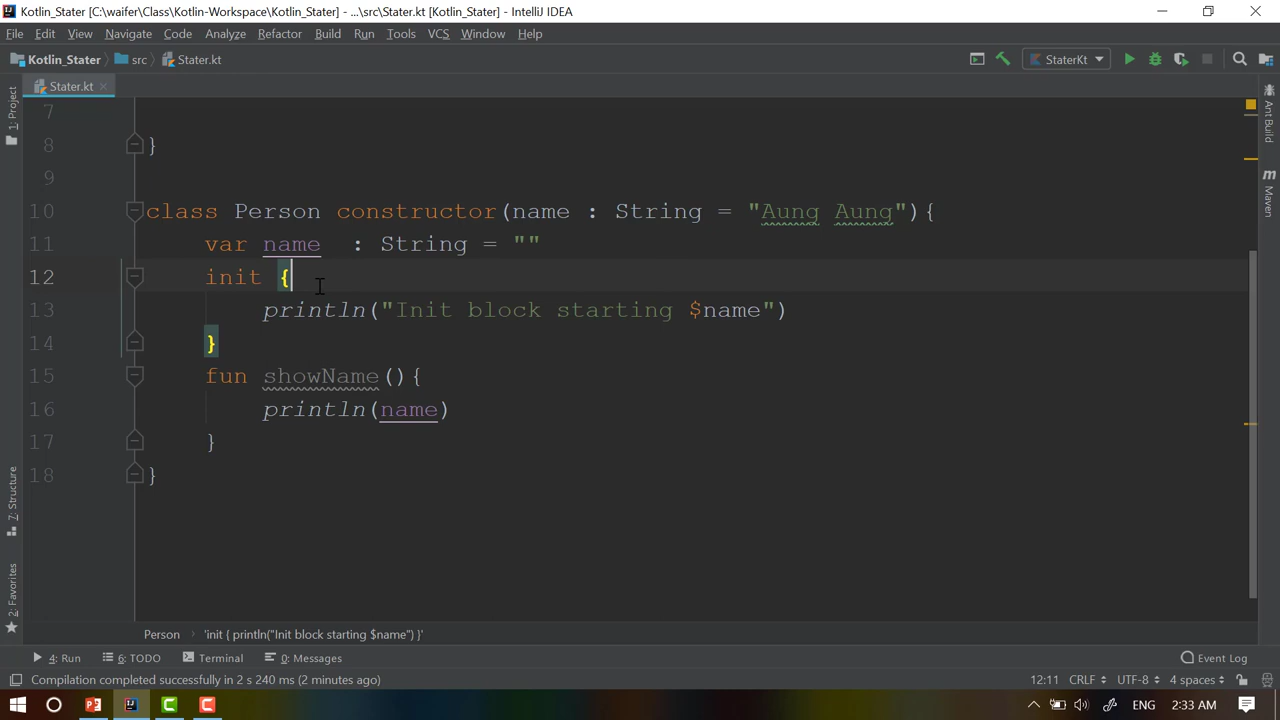 Kotlin_Stater [C:\waifer\Class\Kotlin-Workspace\Kotlin_Stater] - ...\src\Stater.kt [Kotlin_Stater] - IntelliJ IDEA
File Edit View Navigate Code Analyze Refactor Build Run Tools VCS Window Help
Kotlin_Stater src Stater.kt StaterKt
Stater.kt
1: Project
7: Structure
2: Favorites
Ant Build
Maven
7
8 }
9
10 class Person constructor(name : String = "Aung Aung"){
11 var name : String = ""
12 init {
13 println("Init block starting $name")
14 }
15 fun showName(){
16 println(name)
17 }
18 }
Person 'init { println("Init block starting $name") }'
4: Run 6: TODO Terminal 0: Messages Event Log
Compilation completed successfully in 2 s 240 ms (2 minutes ago) 12:11 CRLF UTF-8 4 spaces
ENG 2:33 AM